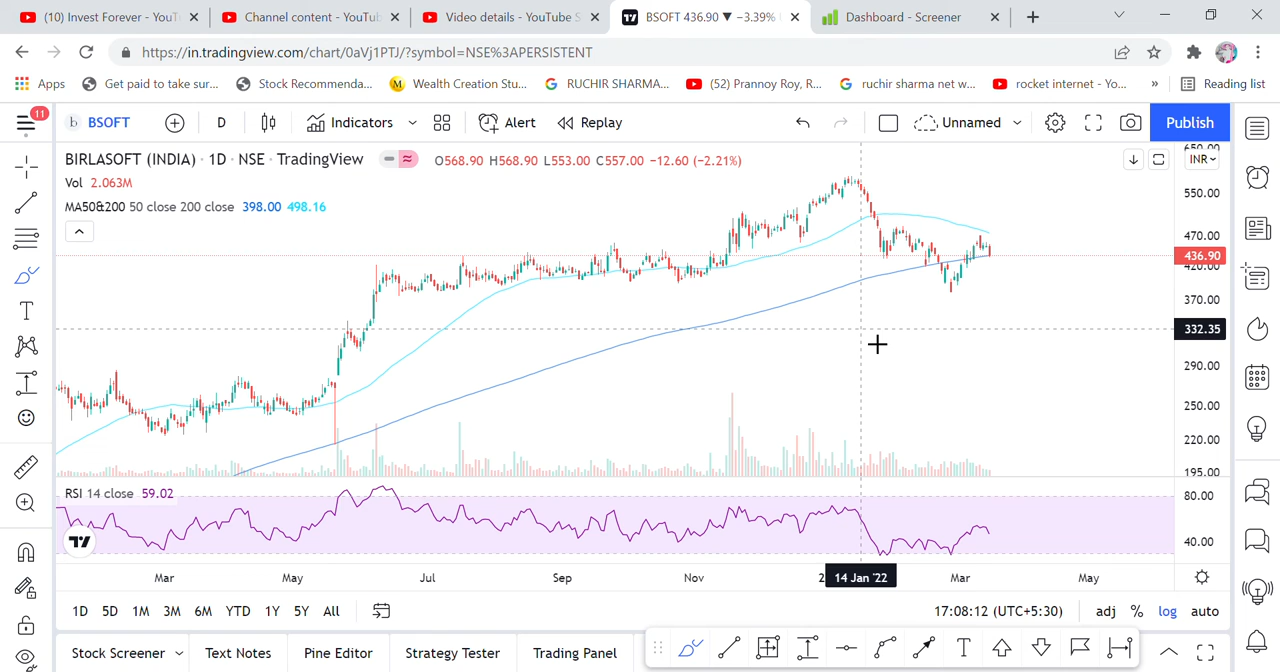 (10) Invest Forever - YouT
Channel content - YouTub
Video details - YouTube S
BSOFT 436.90 ▼ −3.39%
Dashboard - Screener
https://in.tradingview.com/chart/0aVj1PTJ/?symbol=NSE%3APERSISTENT
Apps
Get paid to take sur...
Stock Recommenda...
Wealth Creation Stu...
RUCHIR SHARMA...
(52) Prannoy Roy, R...
ruchir sharma net w...
rocket internet - Yo...
»
Reading list
11
b BSOFT
D
Indicators
Alert
Replay
Unnamed
Publish
BIRLASOFT (INDIA) · 1D · NSE · TradingView
O568.90 H568.90 L553.00 C557.00 −12.60 (−2.21%)
INR
Vol 2.063M
MA50&200 50 close 200 close 398.00 498.16
650.00
550.00
470.00
436.90
420.00
370.00
332.35
290.00
250.00
220.00
195.00
RSI 14 close 59.02
80.00
40.00
Mar
May
Jul
Sep
Nov
2
14 Jan '22
Mar
May
1D 5D 1M 3M 6M YTD 1Y 5Y All
17:08:12 (UTC+5:30)
adj % log auto
Stock Screener
Text Notes
Pine Editor
Strategy Tester
Trading Panel